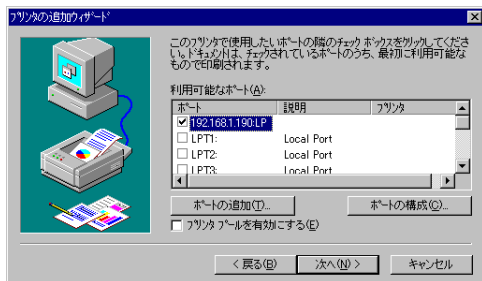 プリンタの追加ウィザード
このプリンタで使用したいポートの隣のチェック ボックスをクリックしてくださ
い。ドキュメントは、チェックされているポートのうち、最初に利用可能な
もので印刷されます。
利用可能なポート(A):
ポート 説明 プリンタ
192.168.1.190:LP
LPT1: Local Port
LPT2: Local Port
LPT3: Local Port
ポートの追加(T)... ポートの構成(C)...
プリンタ プールを有効にする(E)
< 戻る(B) 次へ(N) > キャンセル